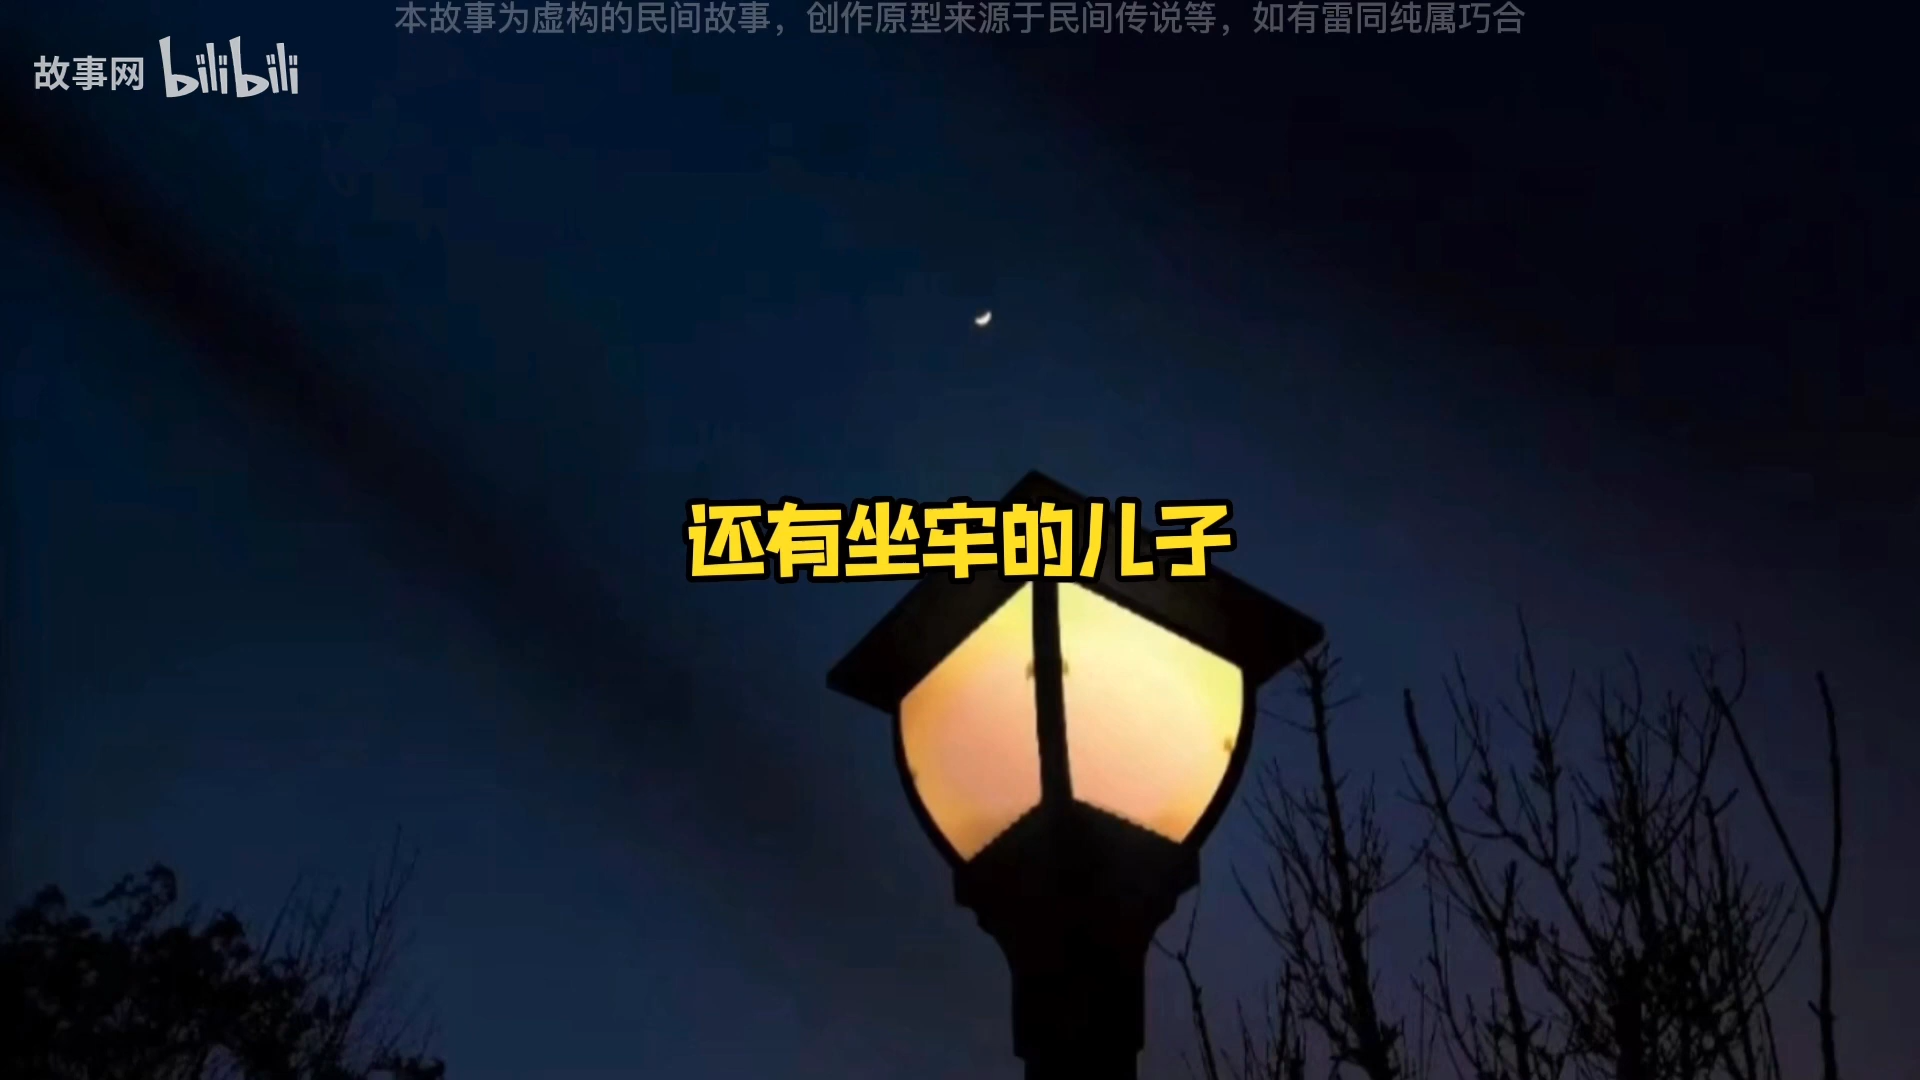 本故事为虚构的民间故事，创作原型来源于民间传说等，如有雷同纯属巧合
故事网 bilibili
还有坐牢的儿子